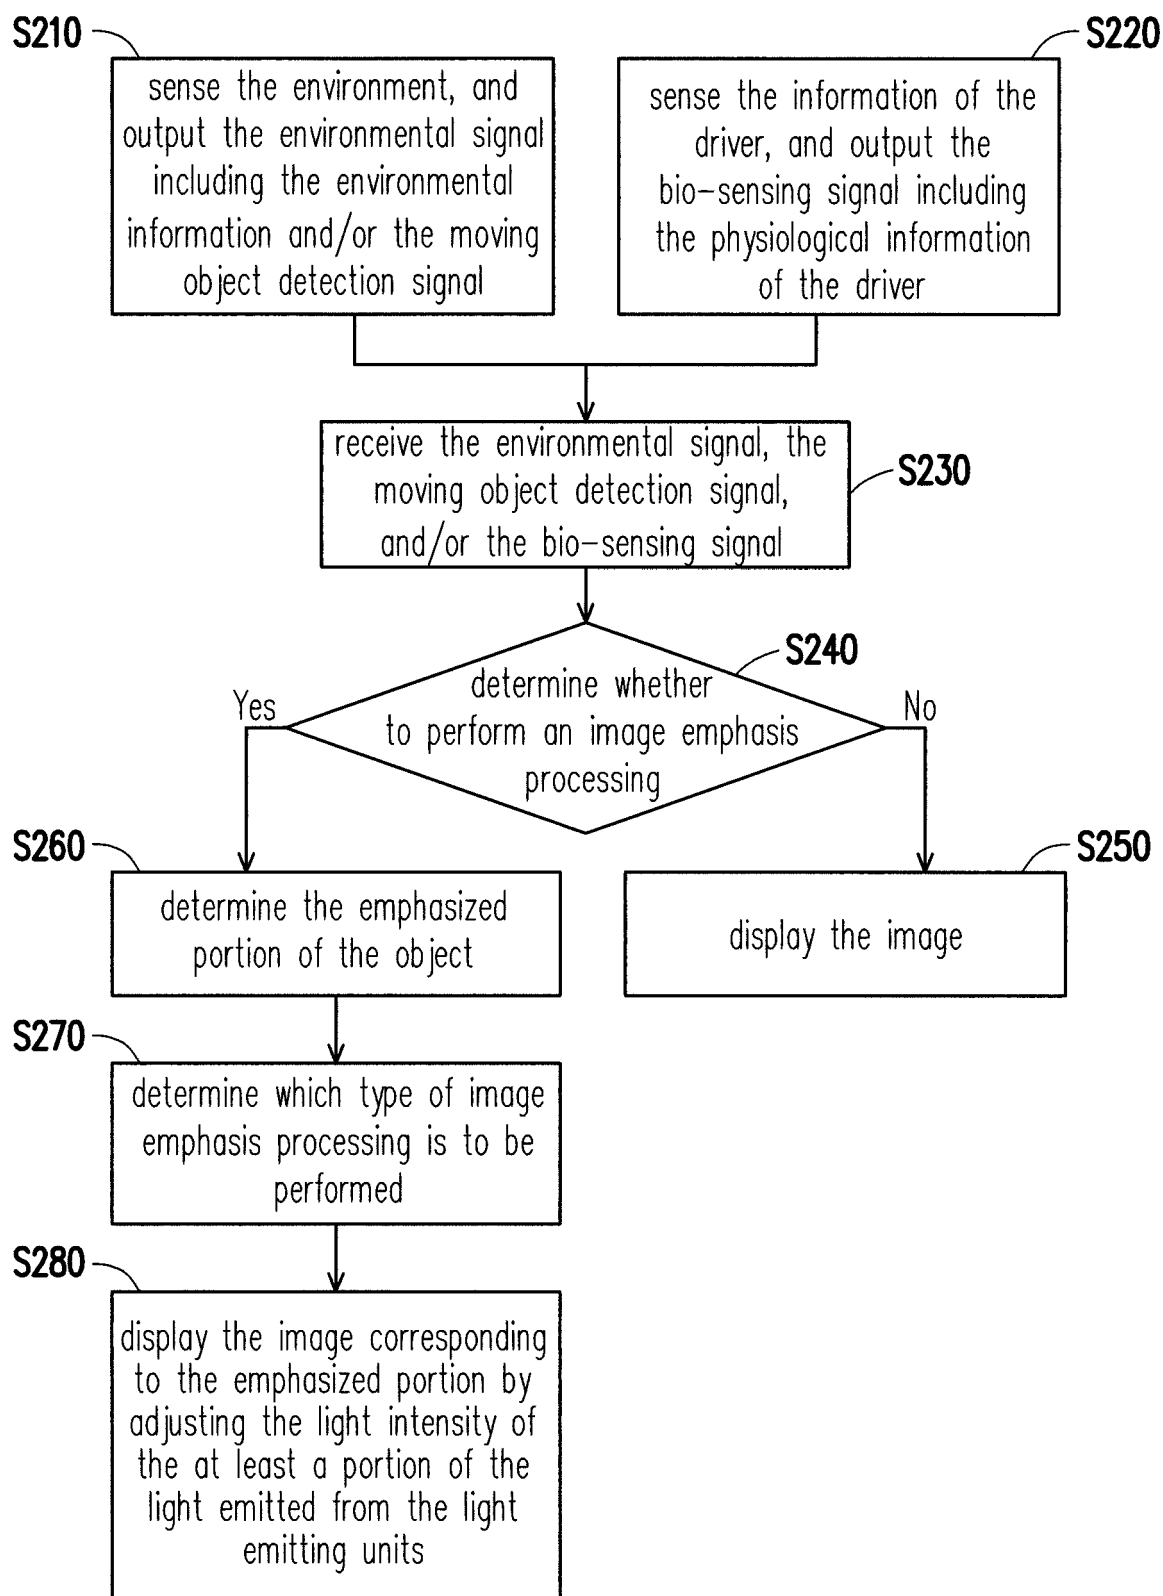 S210
sense the environment, and
output the environmental signal
including the environmental
information and/or the moving
object detection signal
S220
sense the information of the
driver, and output the
bio-sensing signal including
the physiological information
of the driver
receive the environmental signal, the
moving object detection signal,
and/or the bio-sensing signal
S230
S240
determine whether
to perform an image emphasis
processing
Yes
No
S260
determine the emphasized
portion of the object
S250
display the image
S270
determine which type of image
emphasis processing is to be
performed
S280
display the image corresponding
to the emphasized portion by
adjusting the light intensity of
the at least a portion of the
light emitted from the light
emitting units